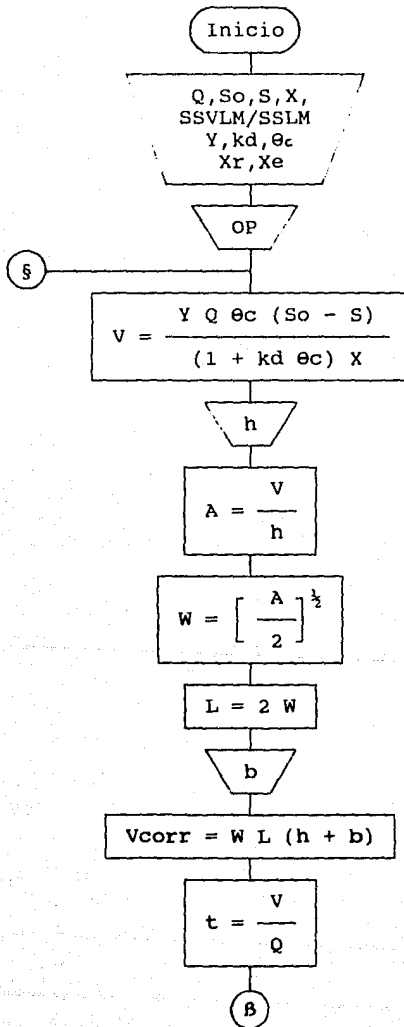 Inicio
Q,So,S,X,
SSVLM/SSLM
Y,kd,θc
Xr,Xe
OP
§
V = Y Q θc (So - S)
(1 + kd θc) X
h
A = V
h
W = [ A ]½
2
L = 2 W
b
Vcorr = W L (h + b)
t = V
Q
β